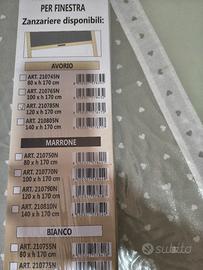 PER FINESTRA
Zanzariere disponibili:
AVORIO
ART. 210745N
80 x h 170 cm
ART. 210765N
100 x h 170 cm
ART. 210785N
120 x h 170 cm
ART. 210805N
140 x h 170 cm
MARRONE
ART. 210750N
80 x h 170 cm
ART. 210770N
100 x h 170 cm
ART. 210790N
120 x h 170 cm
ART. 210810N
140 x h 170 cm
BIANCO
ART. 210755N
80 x h 170 cm
ART. 210775N
subito